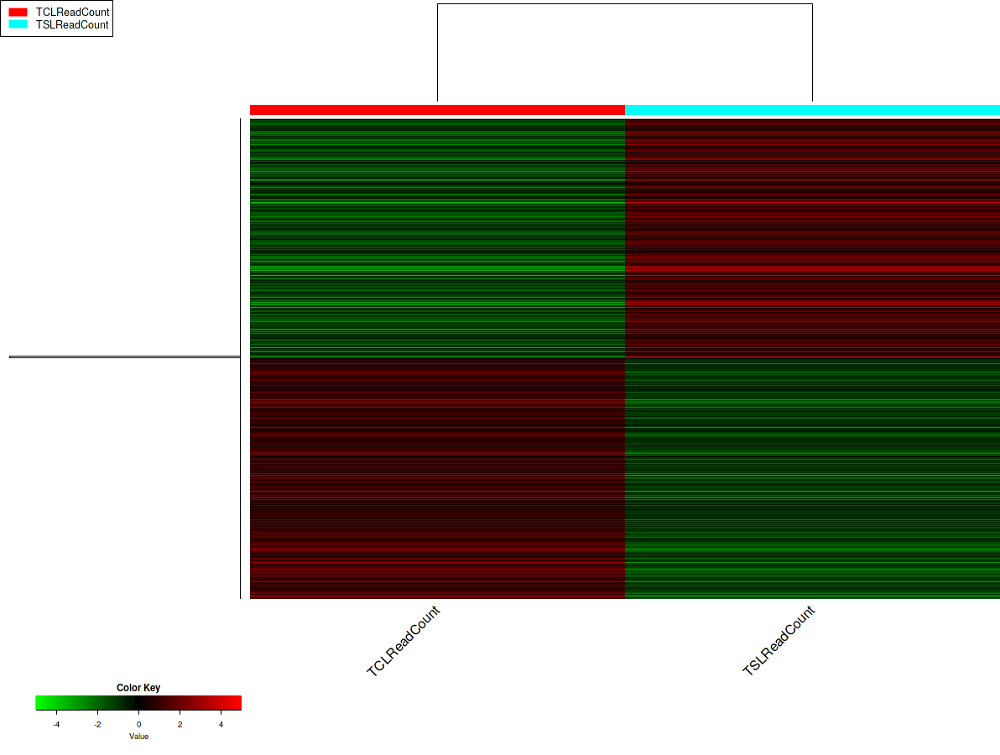 TCLReadCount
TSLReadCount
TCLReadCount
TSLReadCount
Color Key
-4 -2 0 2 4
Value